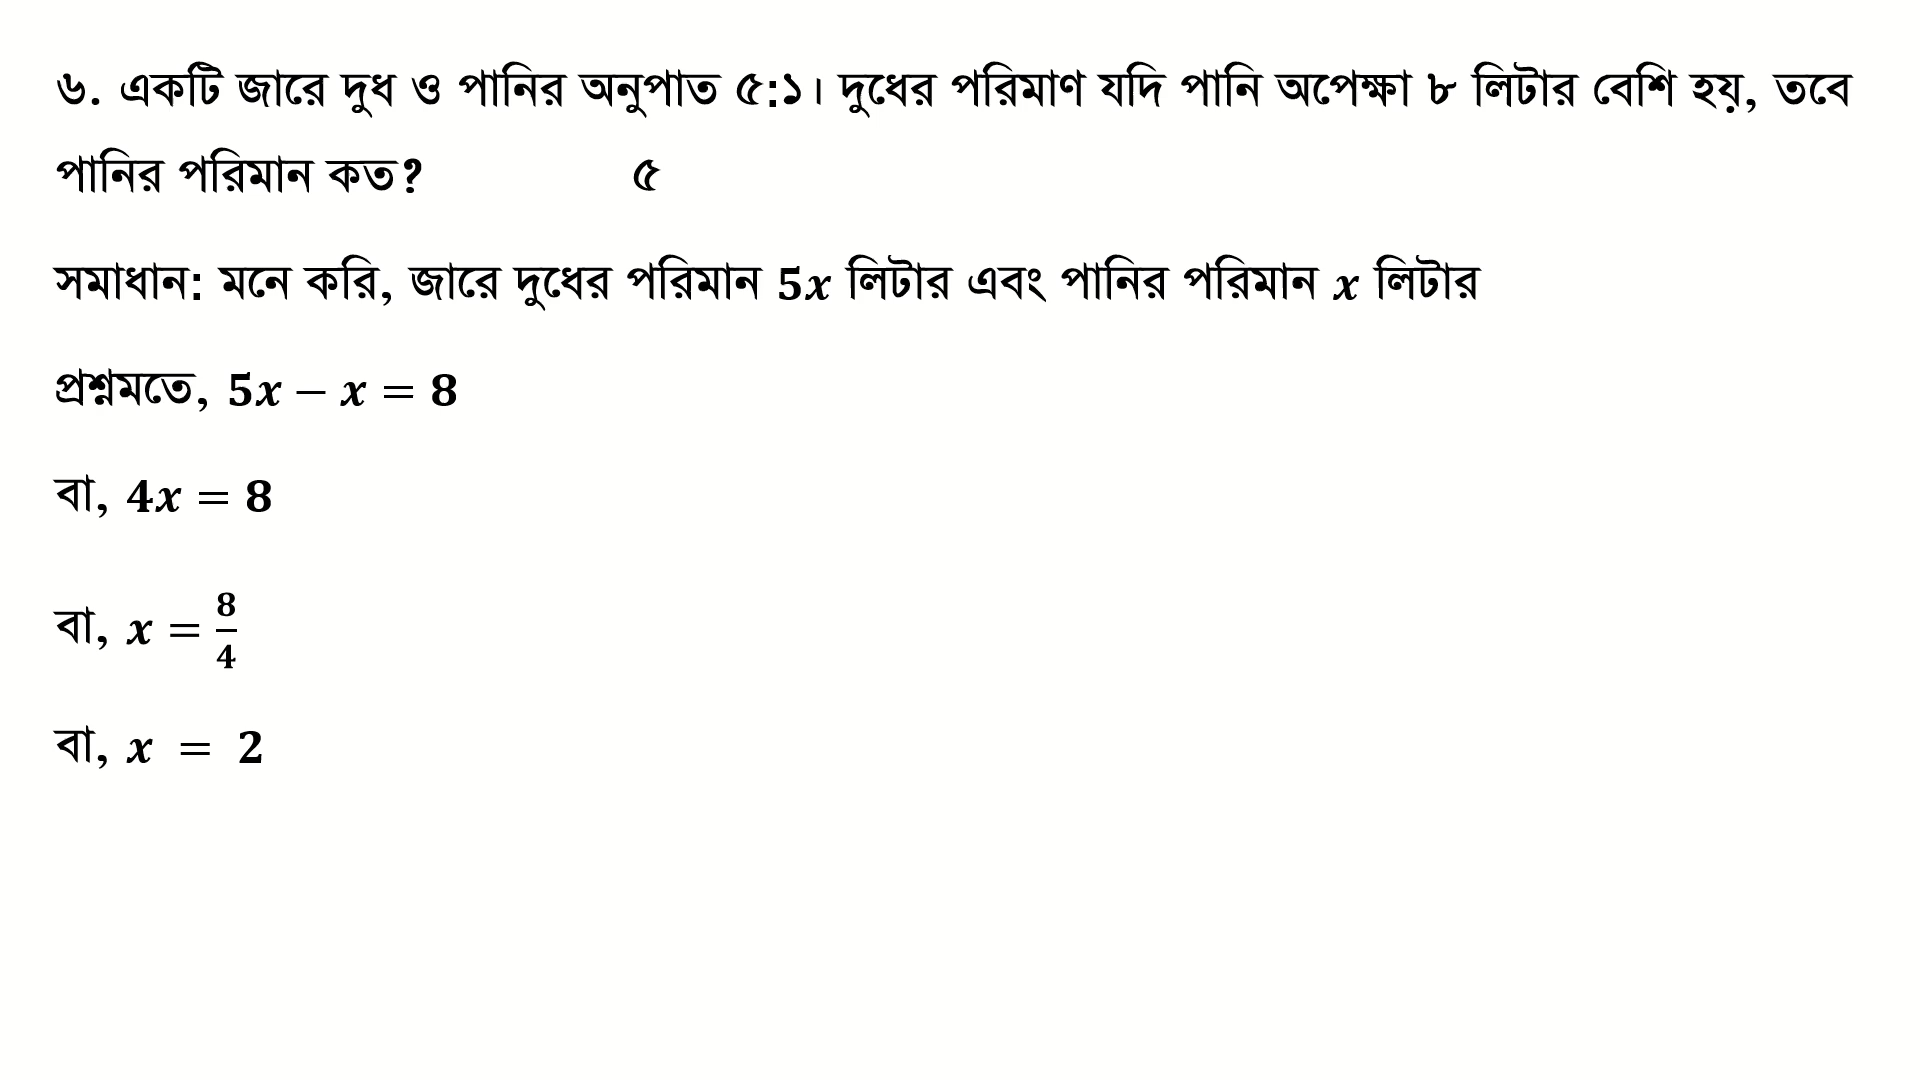 ৬. একটি জারে দুধ ও পানির অনুপাত ৫:১। দুধের পরিমাণ যদি পানি অপেক্ষা ৮ লিটার বেশি হয়, তবে
পানির পরিমান কত? ৫
সমাধান: মনে করি, জারে দুধের পরিমান 5x লিটার এবং পানির পরিমান x লিটার
প্রশ্নমতে, 5x − x = 8
বা, 4x = 8
বা, x = 8/4
বা, x = 2